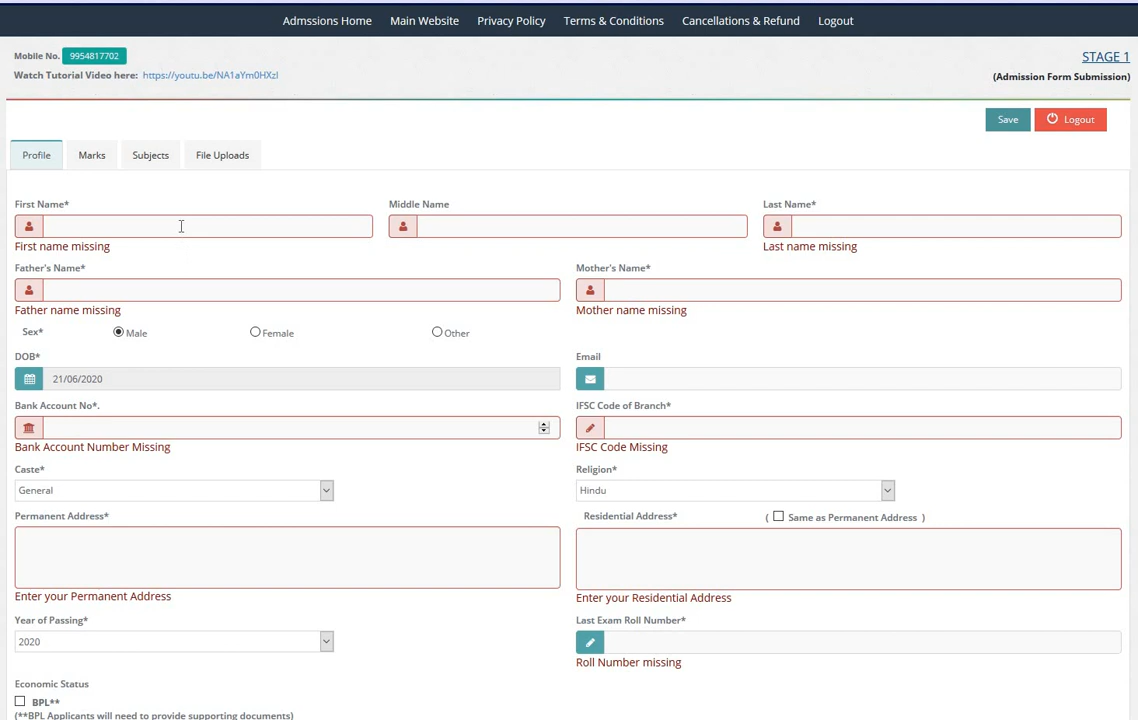 Admssions Home Main Website Privacy Policy Terms & Conditions Cancellations & Refund Logout
Mobile No. 9954817702 STAGE 1
Watch Tutorial Video here: https://youtu.be/NA1aYm0HXzI (Admission Form Submission)
Save Logout
Profile Marks Subjects File Uploads
First Name* Middle Name Last Name*
First name missing Last name missing
Father's Name* Mother's Name*
Father name missing Mother name missing
Sex* Male Female Other
DOB* Email
21/06/2020
Bank Account No*. IFSC Code of Branch*
Bank Account Number Missing IFSC Code Missing
Caste* Religion*
General Hindu
Permanent Address* Residential Address* ( Same as Permanent Address )
Enter your Permanent Address Enter your Residential Address
Year of Passing* Last Exam Roll Number*
2020
Roll Number missing
Economic Status
BPL**
(**BPL Applicants will need to provide supporting documents)